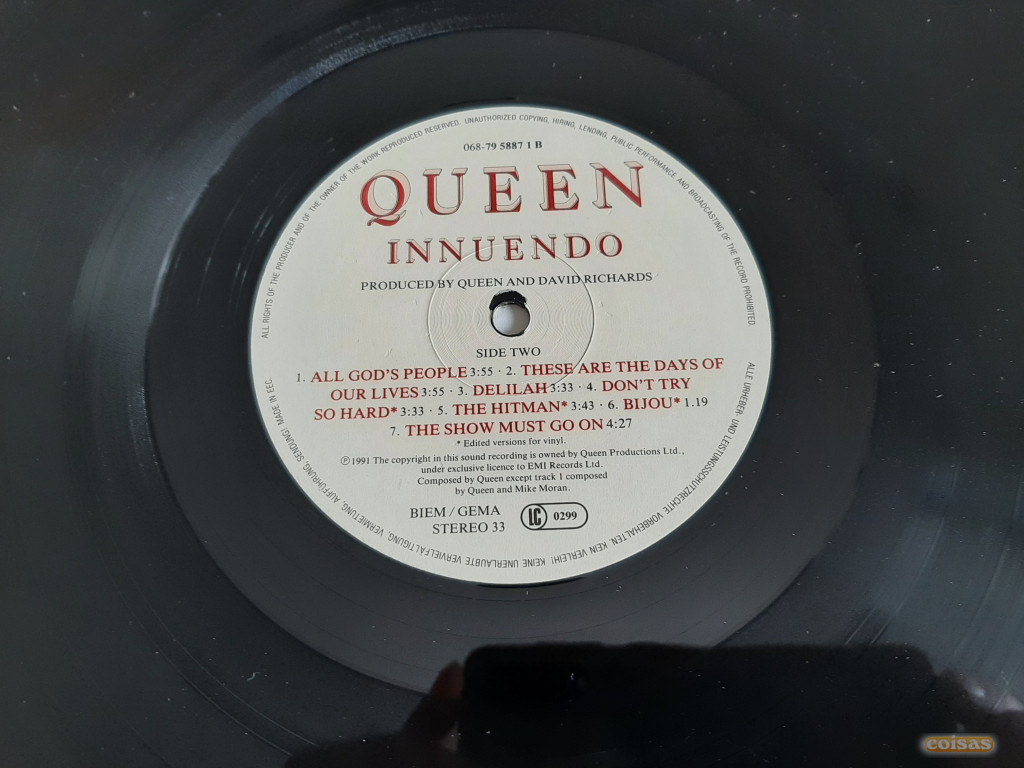 ALL RIGHTS OF THE PRODUCER AND OF THE OWNER OF THE WORK REPRODUCED RESERVED. UNAUTHORIZED COPYING, HIRING, LENDING, PUBLIC PERFORMANCE AND BROADCASTING OF THE RECORD PROHIBITED.
068-79 5887 1 B
QUEEN
INNUENDO
PRODUCED BY QUEEN AND DAVID RICHARDS
SIDE TWO
1. ALL GOD'S PEOPLE 3:55 · 2. THESE ARE THE DAYS OF
OUR LIVES 3:55 · 3. DELILAH 3:33 · 4. DON'T TRY
SO HARD* 3:33 · 5. THE HITMAN* 3:43 · 6. BIJOU* 1.19
7. THE SHOW MUST GO ON 4:27
* Edited versions for vinyl.
℗ 1991 The copyright in this sound recording is owned by Queen Productions Ltd.,
under exclusive licence to EMI Records Ltd.
Composed by Queen except track 1 composed
by Queen and Mike Moran.
BIEM / GEMA
STEREO 33
LC 0299
ALLE URHEBER- UND LEISTUNGSSCHUTZRECHTE VORBEHALTEN. KEIN VERLEIH! KEINE UNERLAUBTE VERVIELFÄLTIGUNG, VERMIETUNG, AUFFÜHRUNG, SENDUNG! MADE IN EEC.
coisas